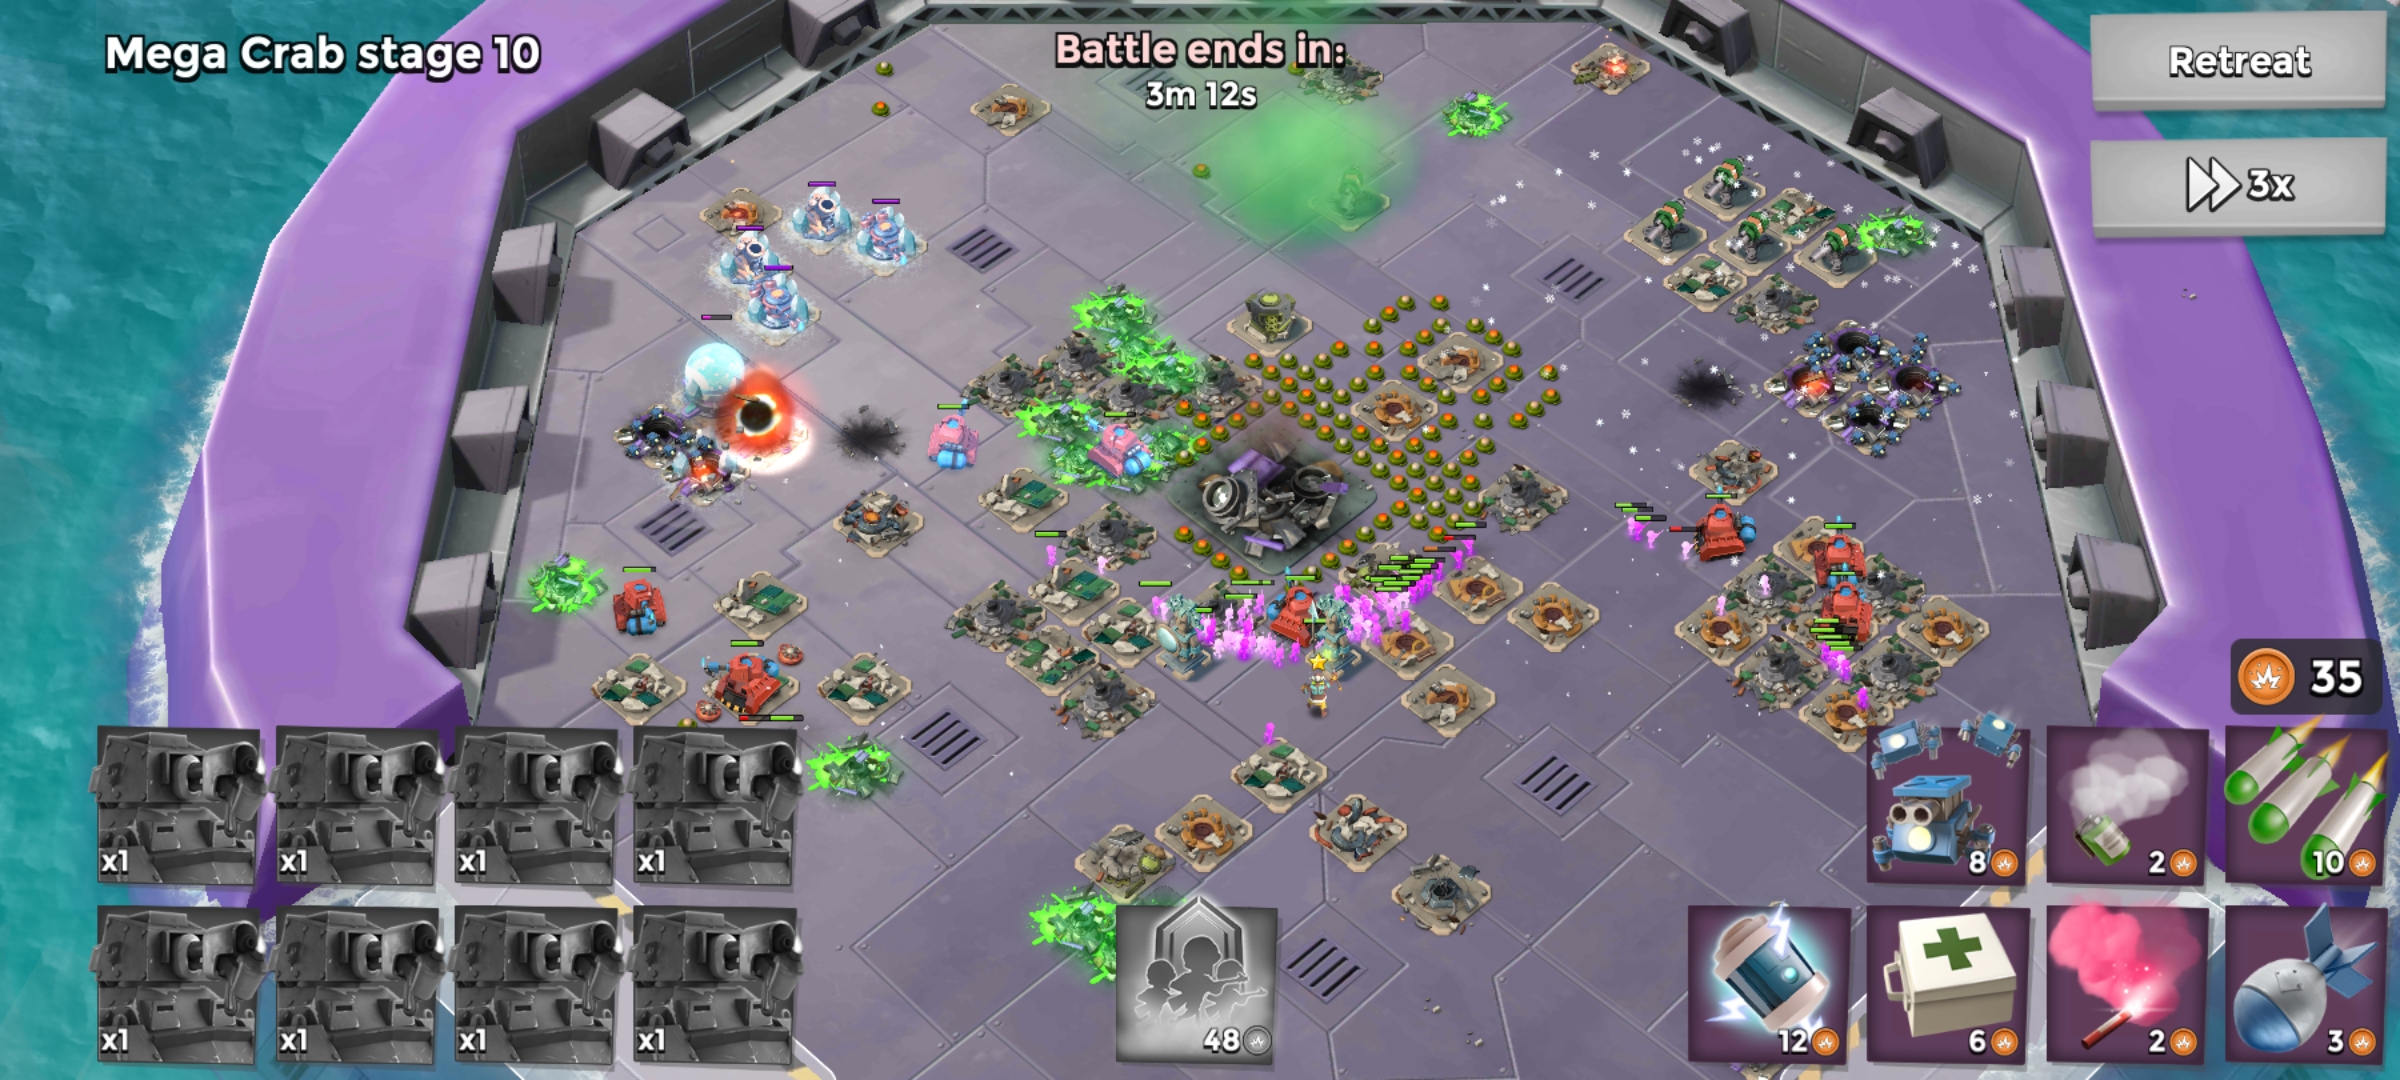 Mega Crab stage 10
Battle ends in:
3m 12s
Retreat
3x
35
8
2
10
x1
x1
x1
x1
x1
x1
x1
x1
48
12
6
2
3